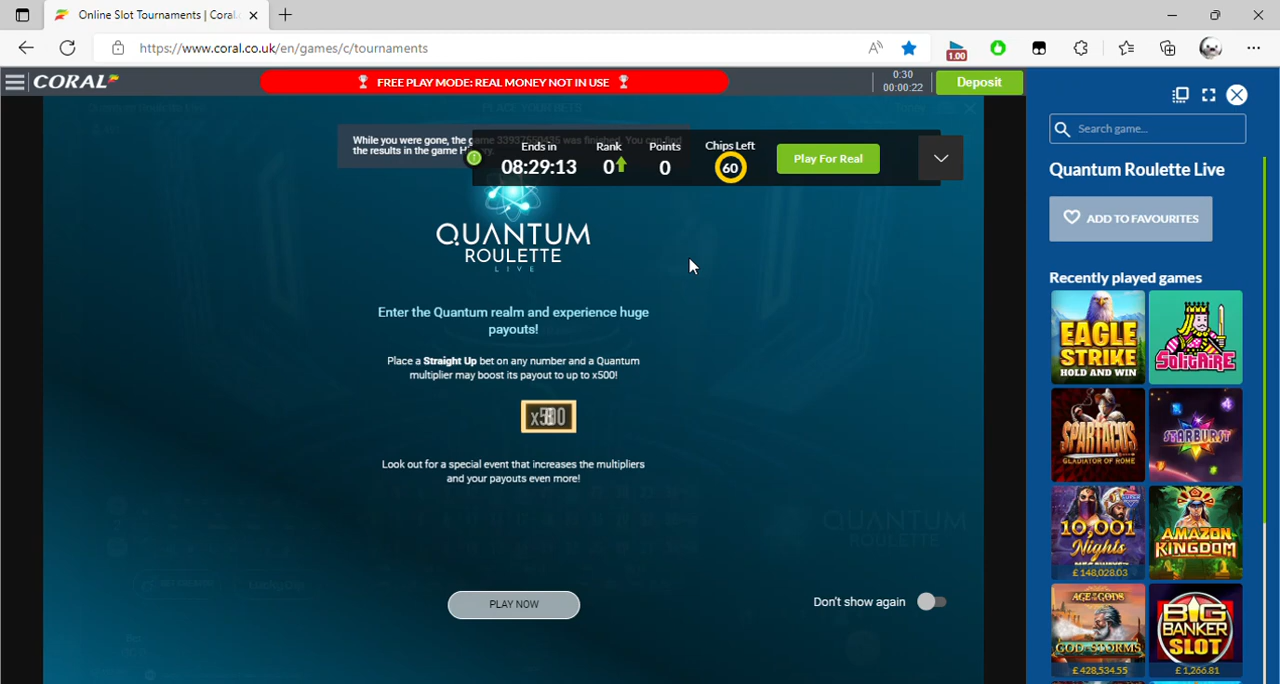 Online Slot Tournaments | Coral.
https://www.coral.co.uk/en/games/c/tournaments
1.00
CORAL
FREE PLAY MODE: REAL MONEY NOT IN USE
0:30
00:00:22
Deposit
While you were gone, the game 33937550435 was finished. You can find
the results in the game
Ends in
08:29:13
Rank
0
Points
0
Chips Left
60
Play For Real
QUANTUM
ROULETTE
LIVE
Enter the Quantum realm and experience huge
payouts!
Place a Straight Up bet on any number and a Quantum
multiplier may boost its payout to up to x500!
Look out for a special event that increases the multipliers
and your payouts even more!
QUANTUM
ROULETTE
PLAY NOW
Don't show again
Search game...
Quantum Roulette Live
ADD TO FAVOURITES
Recently played games
EAGLE
STRIKE
HOLD AND WIN
SOLITAIRE
SPARTACUS
GLADIATOR OF ROME
STARBURST
10,001
Nights
£148,028.03
AMAZON
KINGDOM
AGE OF THE GODS
GOD OF STORMS
£428,534.55
BIG
BANKER
SLOT
£1,266.81